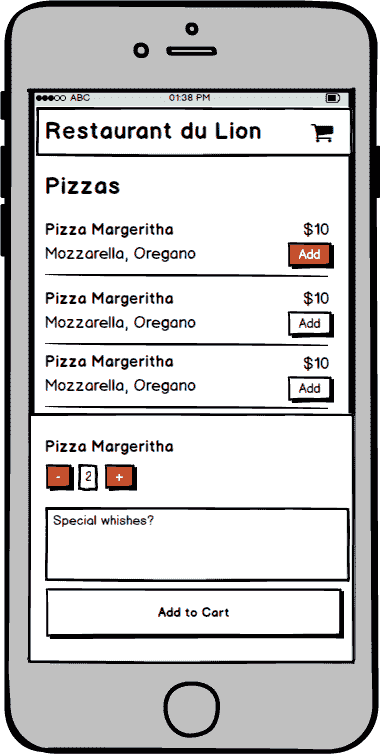 ABC 01:38 PM
Restaurant du Lion
Pizzas
Pizza Margeritha $10
Mozzarella, Oregano Add
Pizza Margeritha $10
Mozzarella, Oregano Add
Pizza Margeritha $10
Mozzarella, Oregano Add
Pizza Margeritha
- 2 +
Special whishes?
Add to Cart